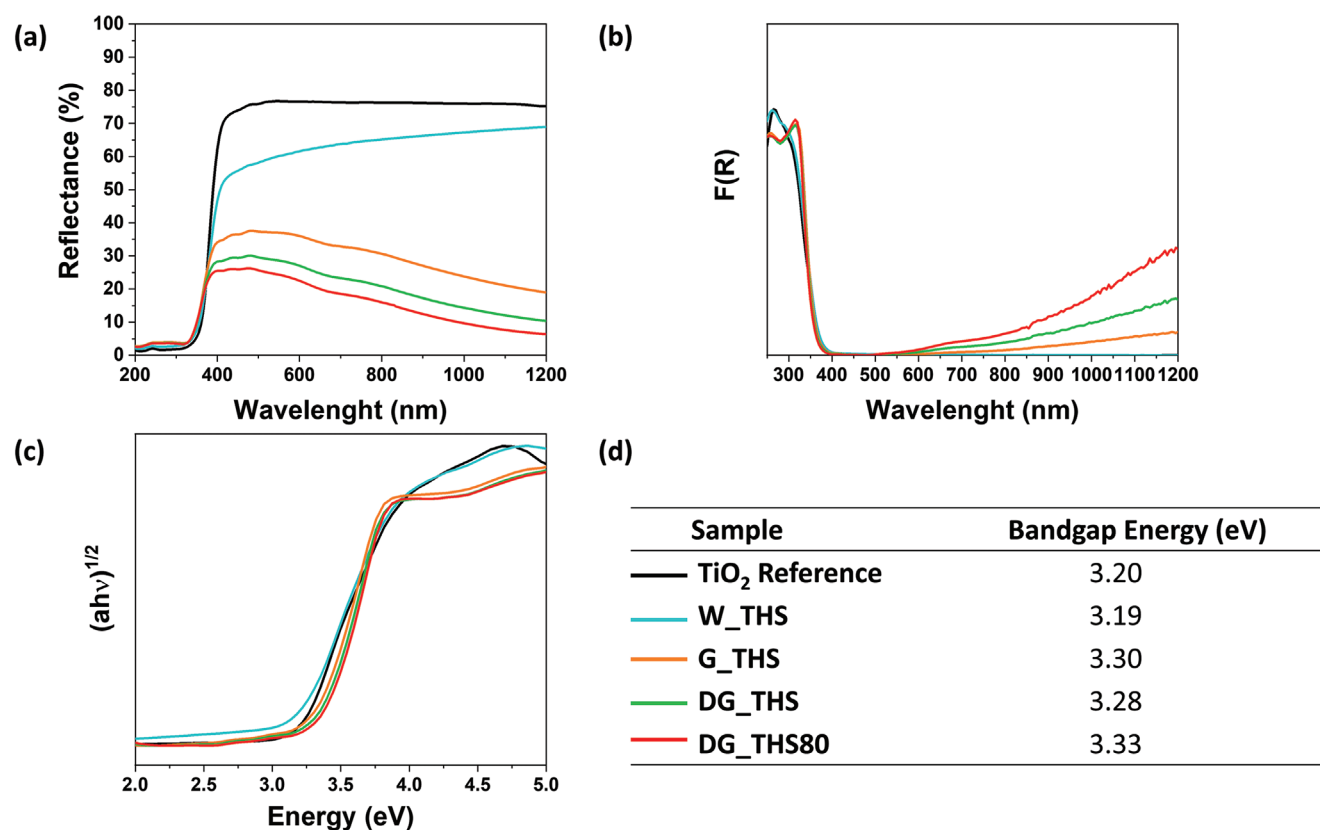 (a)
100
90
80
70
60
50
40
30
20
10
0
Reflectance (%)
200 400 600 800 1000 1200
Wavelenght (nm)
(b)
F(R)
300 400 500 600 700 800 900 1000 1100 1200
Wavelenght (nm)
(c)
(ahν)^1/2
2.0 2.5 3.0 3.5 4.0 4.5 5.0
Energy (eV)
(d)
Sample Bandgap Energy (eV)
TiO₂ Reference 3.20
W_THS 3.19
G_THS 3.30
DG_THS 3.28
DG_THS80 3.33